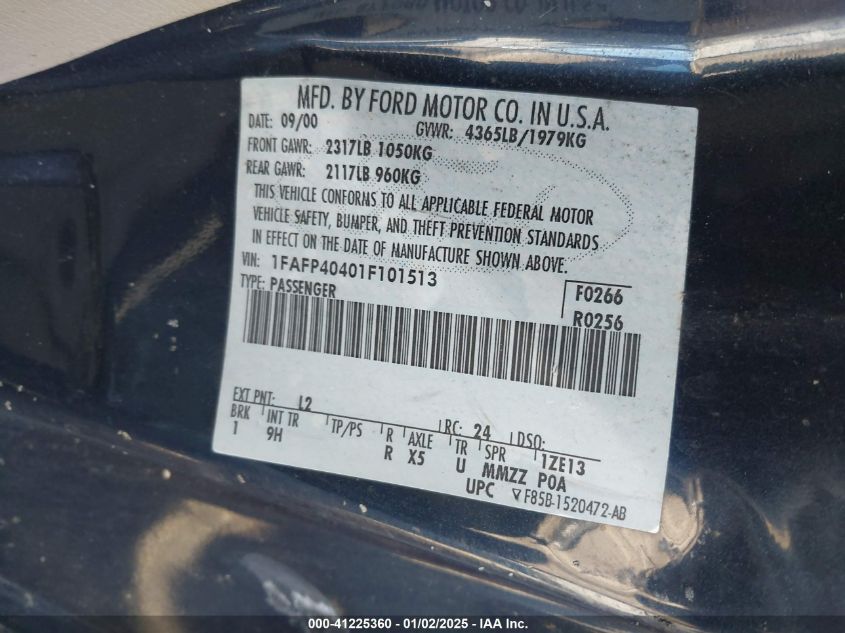 MFD. BY FORD MOTOR CO. IN U.S.A.
DATE: 09/00 GVWR: 4365LB/1979KG
FRONT GAWR: 2317LB 1050KG
REAR GAWR: 2117LB 960KG
THIS VEHICLE CONFORMS TO ALL APPLICABLE FEDERAL MOTOR
VEHICLE SAFETY, BUMPER, AND THEFT PREVENTION STANDARDS
IN EFFECT ON THE DATE OF MANUFACTURE SHOWN ABOVE.
VIN: 1FAFP40401F101513
TYPE: PASSENGER
F0266
R0256
EXT PNT: L2 RC: 24 DSO:
BRK INT TR TP/PS R AXLE TR SPR 1ZE13
1 9H R X5 U MMZZ POA
UPC F85B-1520472-AB
000-41225360 - 01/02/2025 - IAA Inc.